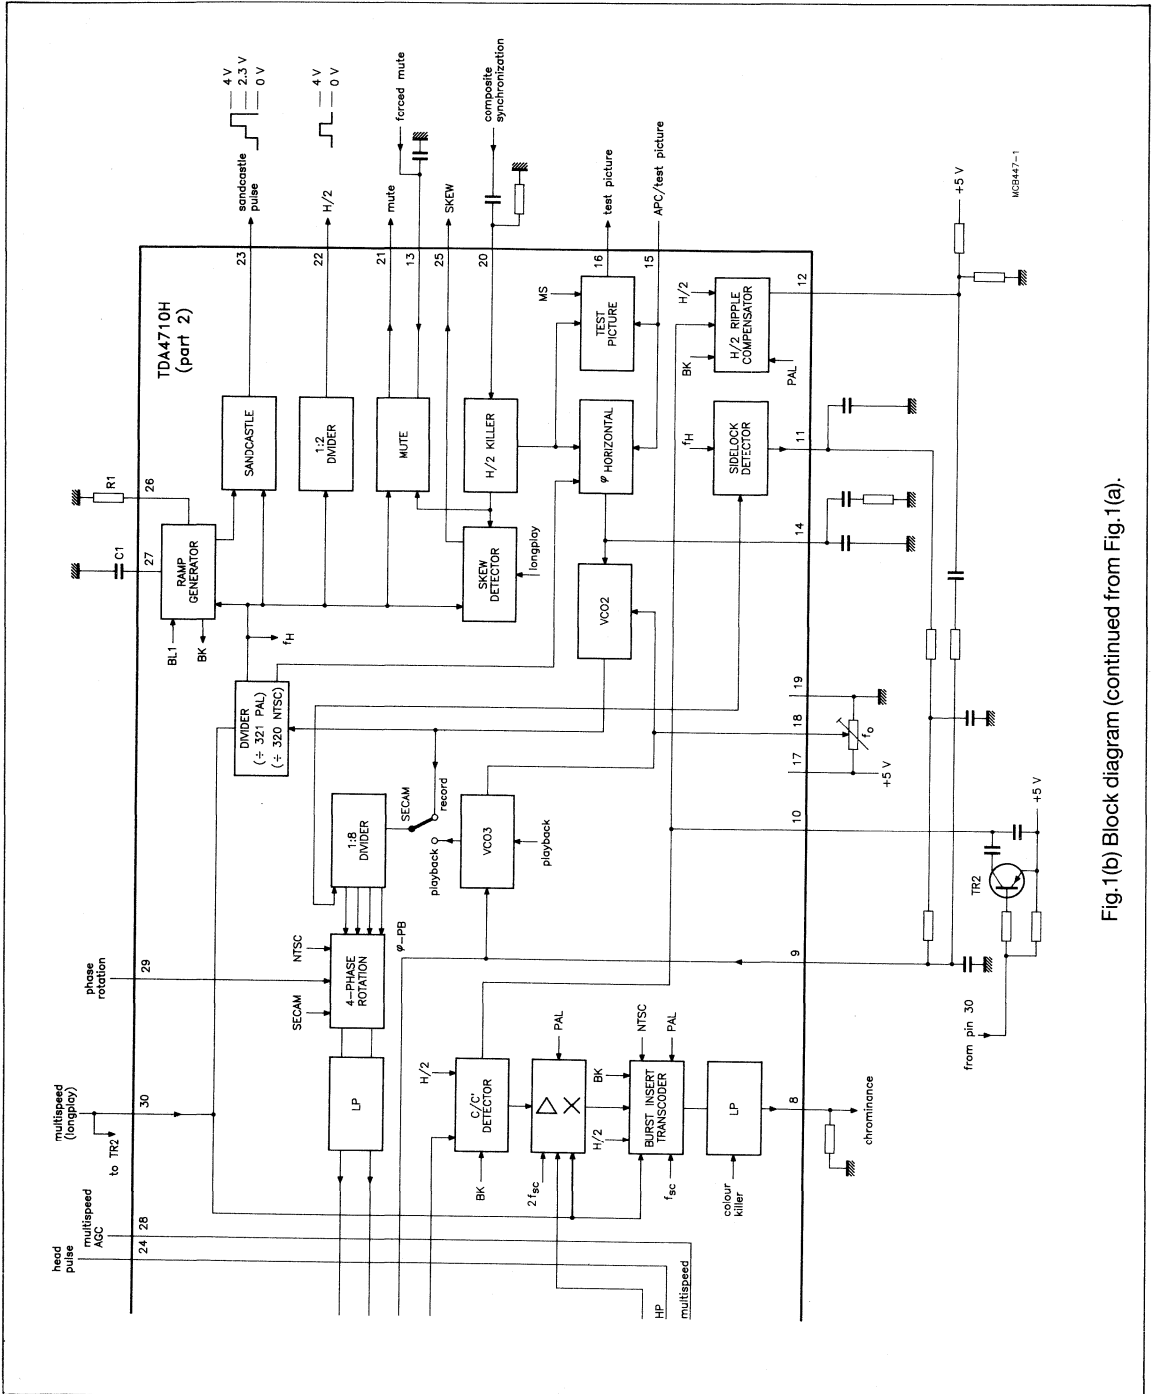 sandcastle
pulse
4 V
2.3 V
0 V
H/2
4 V
0 V
mute
forced mute
SKEW
composite
synchronization
test picture
APC/test picture
23
22
21
13
25
20
16
15
TDA4710H
(part 2)
R1
26
C1
27
RAMP
GENERATOR
SANDCASTLE
1:2
DIVIDER
MUTE
H/2 KILLER
SKEW
DETECTOR
longplay
MS
TEST
PICTURE
φ
HORIZONTAL
H/2
BK
H/2 RIPPLE
COMPENSATOR
PAL
12
fH
SIDELOCK
DETECTOR
11
14
VCO2
BL1
BK
fH
DIVIDER
(÷ 321 PAL)
(÷ 320 NTSC)
19
18
17
fo
+5 V
+5 V
MCB447-1
SECAM
record
playback
1:8
DIVIDER
VCO3
playback
10
TR2
+5 V
phase
rotation
29
NTSC
SECAM
4-PHASE
ROTATION
φ-PB
9
from pin 30
multispeed
(longplay)
30
to TR2
LP
H/2
C/C'
DETECTOR
BK
PAL
2fsc
BK
NTSC
PAL
H/2
BURST INSERT
TRANSCODER
fsc
LP
colour
killer
8
chrominance
multispeed
AGC
28
head
pulse
24
HP
multispeed
Fig.1(b) Block diagram (continued from Fig.1(a).